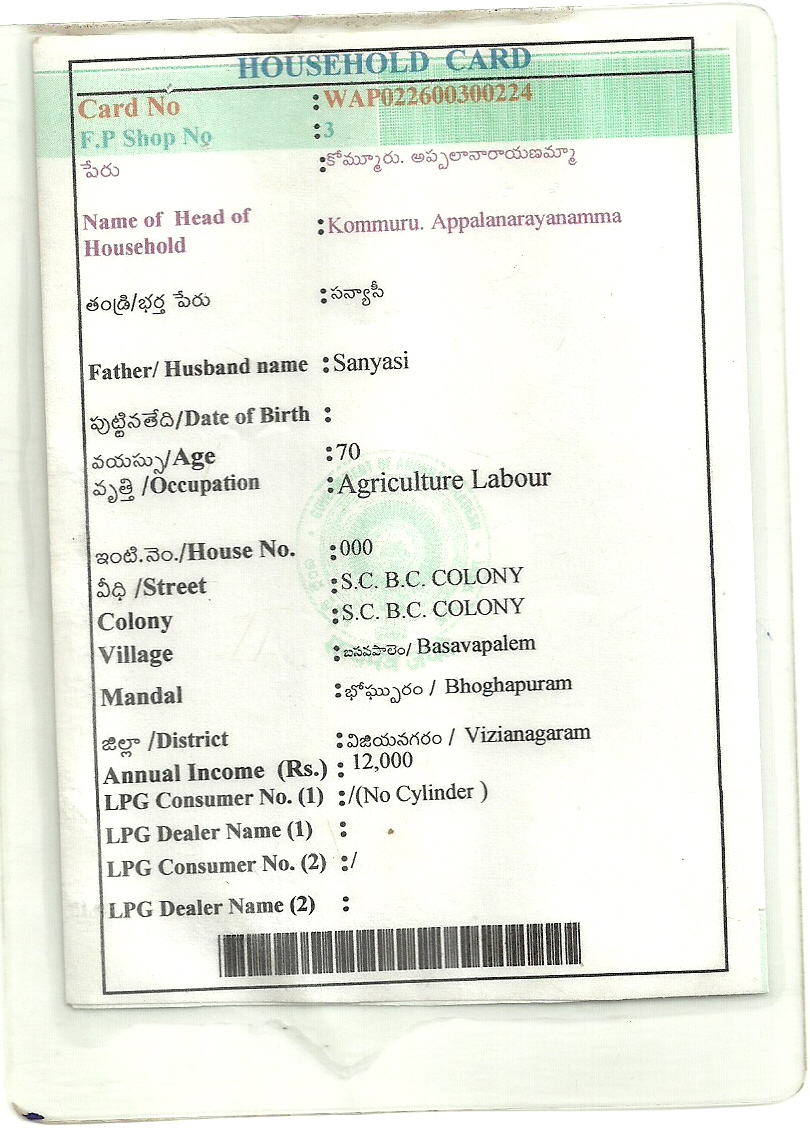 HOUSEHOLD CARD
Card No : WAP022600300224
F.P Shop No : 3
పేరు : కోమ్మూరు. అప్పలానారాయణమ్మా
Name of Head of Household : Kommuru. Appalanarayanamma
తండ్రి/భర్త పేరు : సన్యాసీ
Father/ Husband name : Sanyasi
పుట్టినతేది/Date of Birth :
వయస్సు/Age : 70
వృత్తి /Occupation : Agriculture Labour
ఇంటి.నెం./House No. : 000
వీధి /Street : S.C. B.C. COLONY
Colony : S.C. B.C. COLONY
Village : బసవపాలెం/ Basavapalem
Mandal : భోఘ్పురం / Bhoghapuram
జిల్లా /District : విజియనగరం / Vizianagaram
Annual Income (Rs.) : 12,000
LPG Consumer No. (1) : /(No Cylinder )
LPG Dealer Name (1) :
LPG Consumer No. (2) : /
LPG Dealer Name (2) :